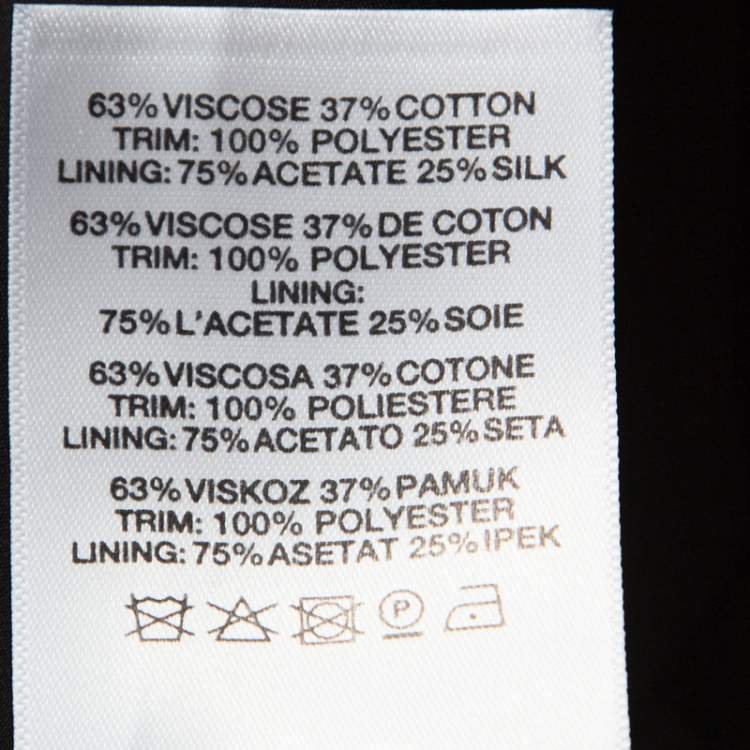 63% VISCOSE 37% COTTON
TRIM: 100% POLYESTER
LINING: 75% ACETATE 25% SILK
63% VISCOSE 37% DE COTON
TRIM: 100% POLYESTER
LINING:
75% L'ACETATE 25% SOIE
63% VISCOSA 37% COTONE
TRIM: 100% POLIESTERE
LINING: 75% ACETATO 25% SETA
63% VISKOZ 37% PAMUK
TRIM: 100% POLYESTER
LINING: 75% ASETAT 25% IPEK
P